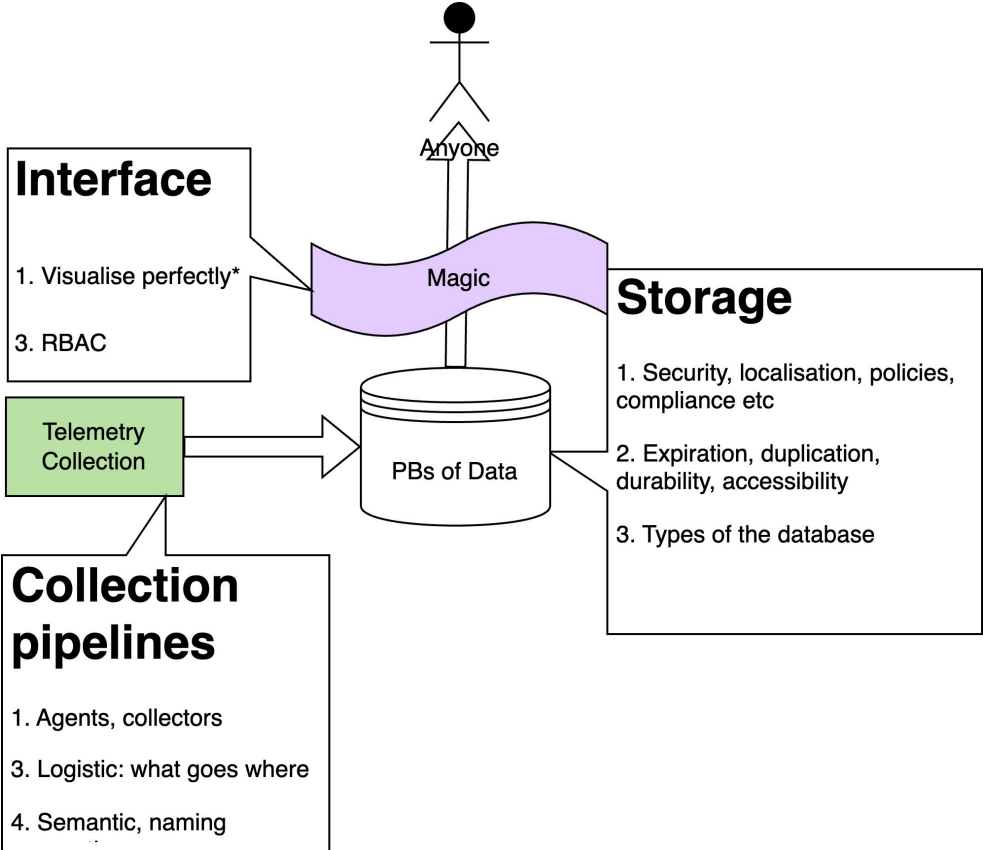 Anyone
Interface
1. Visualise perfectly*
3. RBAC
Magic
Storage
1. Security, localisation, policies,
compliance etc
2. Expiration, duplication,
durability, accessibility
3. Types of the database
Telemetry
Collection
PBs of Data
Collection
pipelines
1. Agents, collectors
3. Logistic: what goes where
4. Semantic, naming